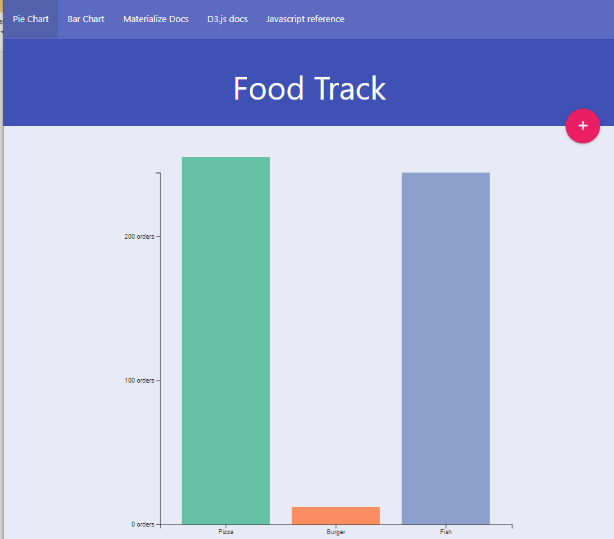 Pie Chart Bar Chart Materialize Docs D3.js docs Javascript reference
Food Track
+
200 orders
100 orders
0 orders
Pizza Burger Fish